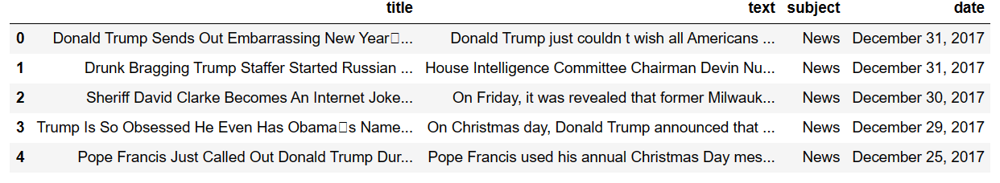 title text subject date
0 Donald Trump Sends Out Embarrassing New Year□... Donald Trump just couldn t wish all Americans ... News December 31, 2017
1 Drunk Bragging Trump Staffer Started Russian ... House Intelligence Committee Chairman Devin Nu... News December 31, 2017
2 Sheriff David Clarke Becomes An Internet Joke... On Friday, it was revealed that former Milwauk... News December 30, 2017
3 Trump Is So Obsessed He Even Has Obama□s Name... On Christmas day, Donald Trump announced that ... News December 29, 2017
4 Pope Francis Just Called Out Donald Trump Dur... Pope Francis used his annual Christmas Day mes... News December 25, 2017